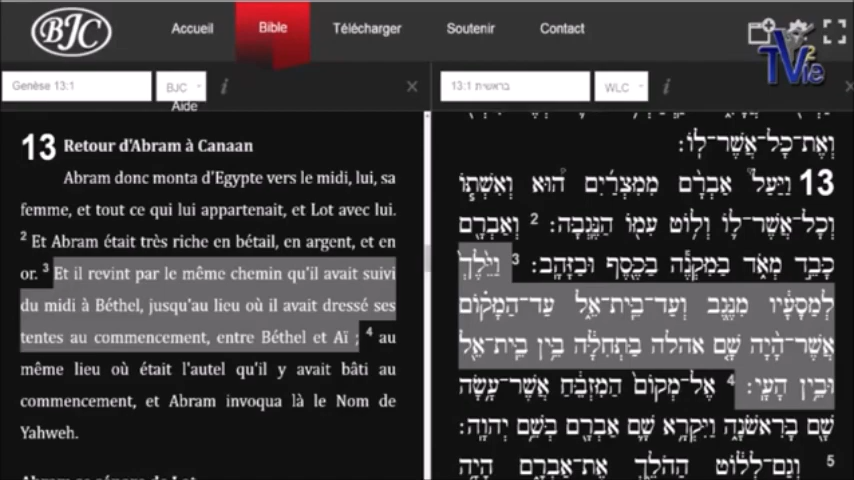 BJC
Accueil
Bible
Télécharger
Soutenir
Contact
TVie2
Genèse 13:1
BJC
i
×
Aide
בראשית 13:1
WLC
i
×
13 Retour d'Abram à Canaan
Abram donc monta d'Egypte vers le midi, lui, sa
femme, et tout ce qui lui appartenait, et Lot avec lui.
2 Et Abram était très riche en bétail, en argent, et en
or. 3 Et il revint par le même chemin qu'il avait suivi
du midi à Béthel, jusqu'au lieu où il avait dressé ses
tentes au commencement, entre Béthel et Aï ; 4 au
même lieu où était l'autel qu'il y avait bâti au
commencement, et Abram invoqua là le Nom de
Yahweh.
וְאֶת־כָּל־אֲשֶׁר־לֽוֹ׃
13 וַיַּעַל֩ אַבְרָ֨ם מִמִּצְרַ֜יִם ה֠וּא וְאִשְׁתּ֧וֹ
וְכָל־אֲשֶׁר־ל֛וֹ וְל֥וֹט עִמּ֖וֹ הַנֶּֽגְבָּה׃ 2 וְאַבְרָ֖ם
כָּבֵ֣ד מְאֹ֑ד בַּמִּקְנֶ֕ה בַּכֶּ֖סֶף וּבַזָּהָֽב׃ 3 וַיֵּ֙לֶךְ֙
לְמַסָּעָ֔יו מִנֶּ֖גֶב וְעַד־בֵּֽית־אֵ֑ל עַד־הַמָּק֗וֹם
אֲשֶׁר־הָ֨יָה שָׁ֤ם אהלה בַּתְּחִלָּ֔ה בֵּ֥ין בֵּֽית־אֵ֖ל
וּבֵ֥ין הָעָֽי׃ 4 אֶל־מְקוֹם֙ הַמִּזְבֵּ֔חַ אֲשֶׁר־עָ֥שָׂה
שָׁ֖ם בָּרִאשֹׁנָ֑ה וַיִּקְרָ֥א שָׁ֛ם אַבְרָ֖ם בְּשֵׁ֥ם יְהוָֽה׃
5 וְגַם־לְל֔וֹט הַהֹלֵ֖ךְ אֶת־אַבְרָ֑ם הָיָ֥ה